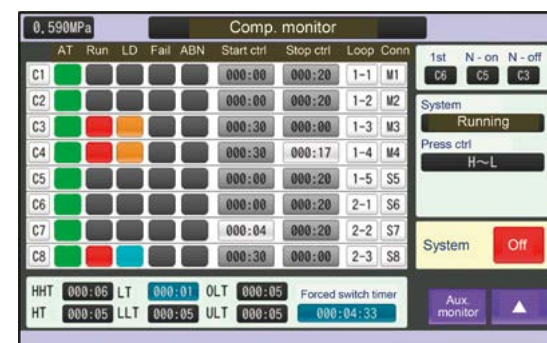 0.590MPa Comp. monitor
AT Run LD Fail ABN Start ctrl Stop ctrl Loop Conn
C1 000:00 000:20 1-1 M1
C2 000:00 000:20 1-2 M2
C3 000:30 000:00 1-3 M3
C4 000:30 000:17 1-4 M4
C5 000:00 000:20 1-5 S5
C6 000:00 000:20 2-1 S6
C7 000:04 000:20 2-2 S7
C8 000:30 000:00 2-3 S8
1st N - on N - off
C6 C5 C3
System
Running
Press ctrl
H～L
System Off
HHT 000:06 LT 000:01 OLT 000:05 Forced switch timer
HT 000:05 LLT 000:05 ULT 000:05 000:04:33
Aux. monitor ▲